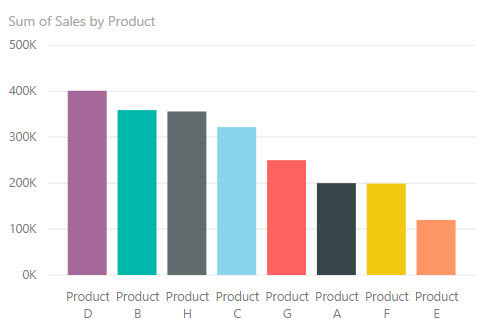 Sum of Sales by Product
500K
400K
300K
200K
100K
0K
Product Product Product Product Product Product Product Product
D B H C G A F E